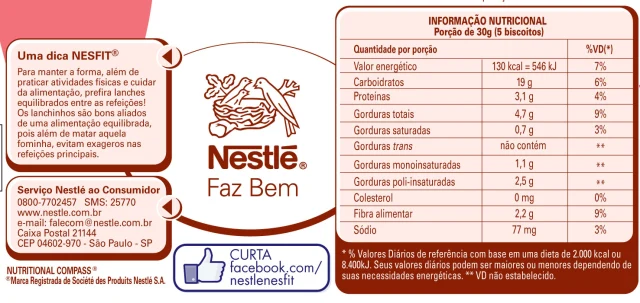 Uma dica NESFIT®
Para manter a forma, além de
praticar atividades físicas e cuidar
da alimentação, prefira lanches
equilibrados entre as refeições!
Os lanchinhos são bons aliados
de uma alimentação equilibrada,
pois além de matar aquela
fominha, evitam exageros nas
refeições principais.
Serviço Nestlé ao Consumidor
0800-7702457 SMS: 25770
www.nestle.com.br
e-mail: falecom@nestle.com.br
Caixa Postal 21144
CEP 04602-970 - São Paulo - SP
NUTRITIONAL COMPASS®
®Marca Registrada de Société des Produits Nestlé S.A.
Nestlé®
Faz Bem
CURTA
facebook.com/
nestlenesfit
INFORMAÇÃO NUTRICIONAL
Porção de 30g (5 biscoitos)
Quantidade por porção %VD(*)
Valor energético 130 kcal = 546 kJ 7%
Carboidratos 19 g 6%
Proteínas 3,1 g 4%
Gorduras totais 4,7 g 9%
Gorduras saturadas 0,7 g 3%
Gorduras trans não contém **
Gorduras monoinsaturadas 1,1 g **
Gorduras poli-insaturadas 2,5 g **
Colesterol 0 mg 0%
Fibra alimentar 2,2 g 9%
Sódio 77 mg 3%
* % Valores Diários de referência com base em uma dieta de 2.000 kcal ou
8.400kJ. Seus valores diários podem ser maiores ou menores dependendo de
suas necessidades energéticas. ** VD não estabelecido.